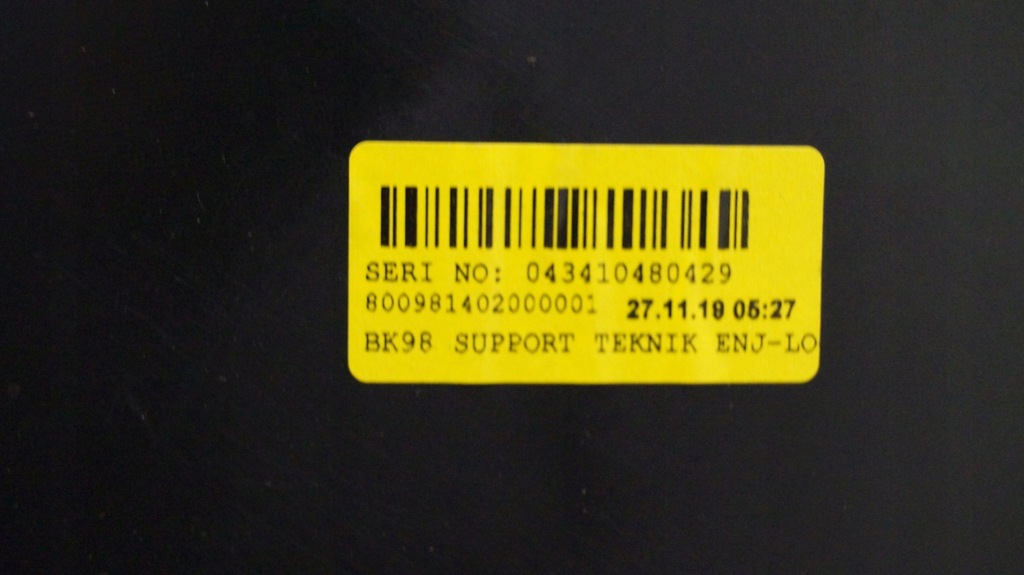 SERI NO: 043410480429
800981402000001 27.11.19 05:27
BK98 SUPPORT TEKNIK ENJ-LO